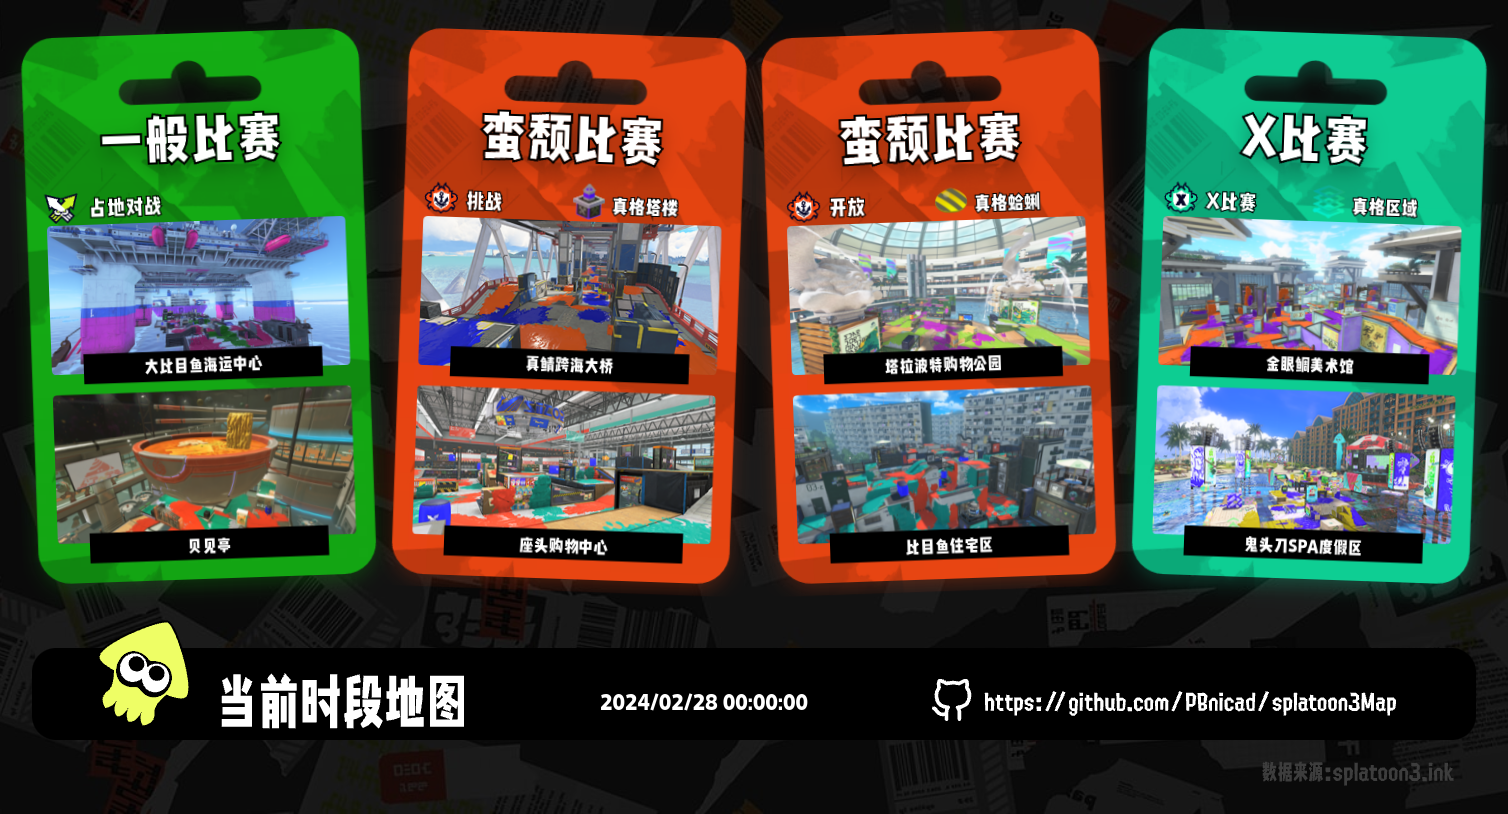 一般比赛
占地对战
大比目鱼海运中心
贝见亭
蛮颓比赛
挑战
真格塔楼
真鲭跨海大桥
座头购物中心
蛮颓比赛
开放
真格蛤蜊
塔拉波特购物公园
比目鱼住宅区
X比赛
X比赛
真格区域
金眼鲷美术馆
鬼头刀SPA度假区
当前时段地图
2024/02/28 00:00:00
https://github.com/PBnicad/splatoon3Map
数据来源:splatoon3.ink